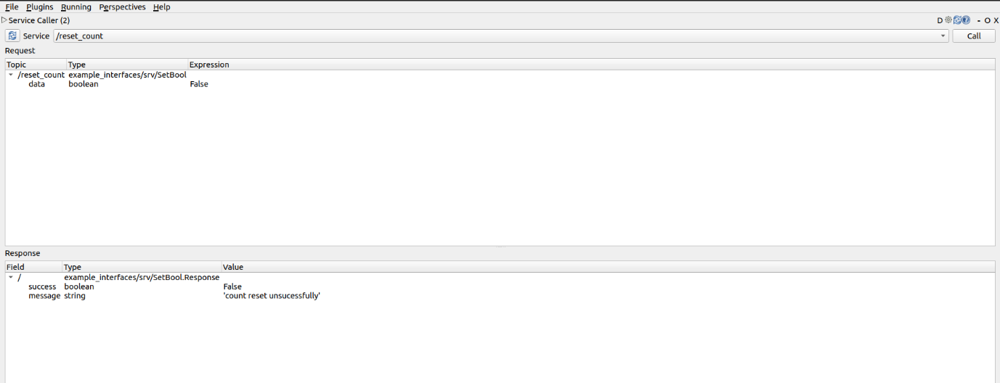 File Plugins Running Perspectives Help
Service Caller (2) D - O X
Service /reset_count Call
Request
Topic Type Expression
/reset_count example_interfaces/srv/SetBool
data boolean False
Response
Field Type Value
/ example_interfaces/srv/SetBool.Response
success boolean False
message string 'count reset unsucessfully'